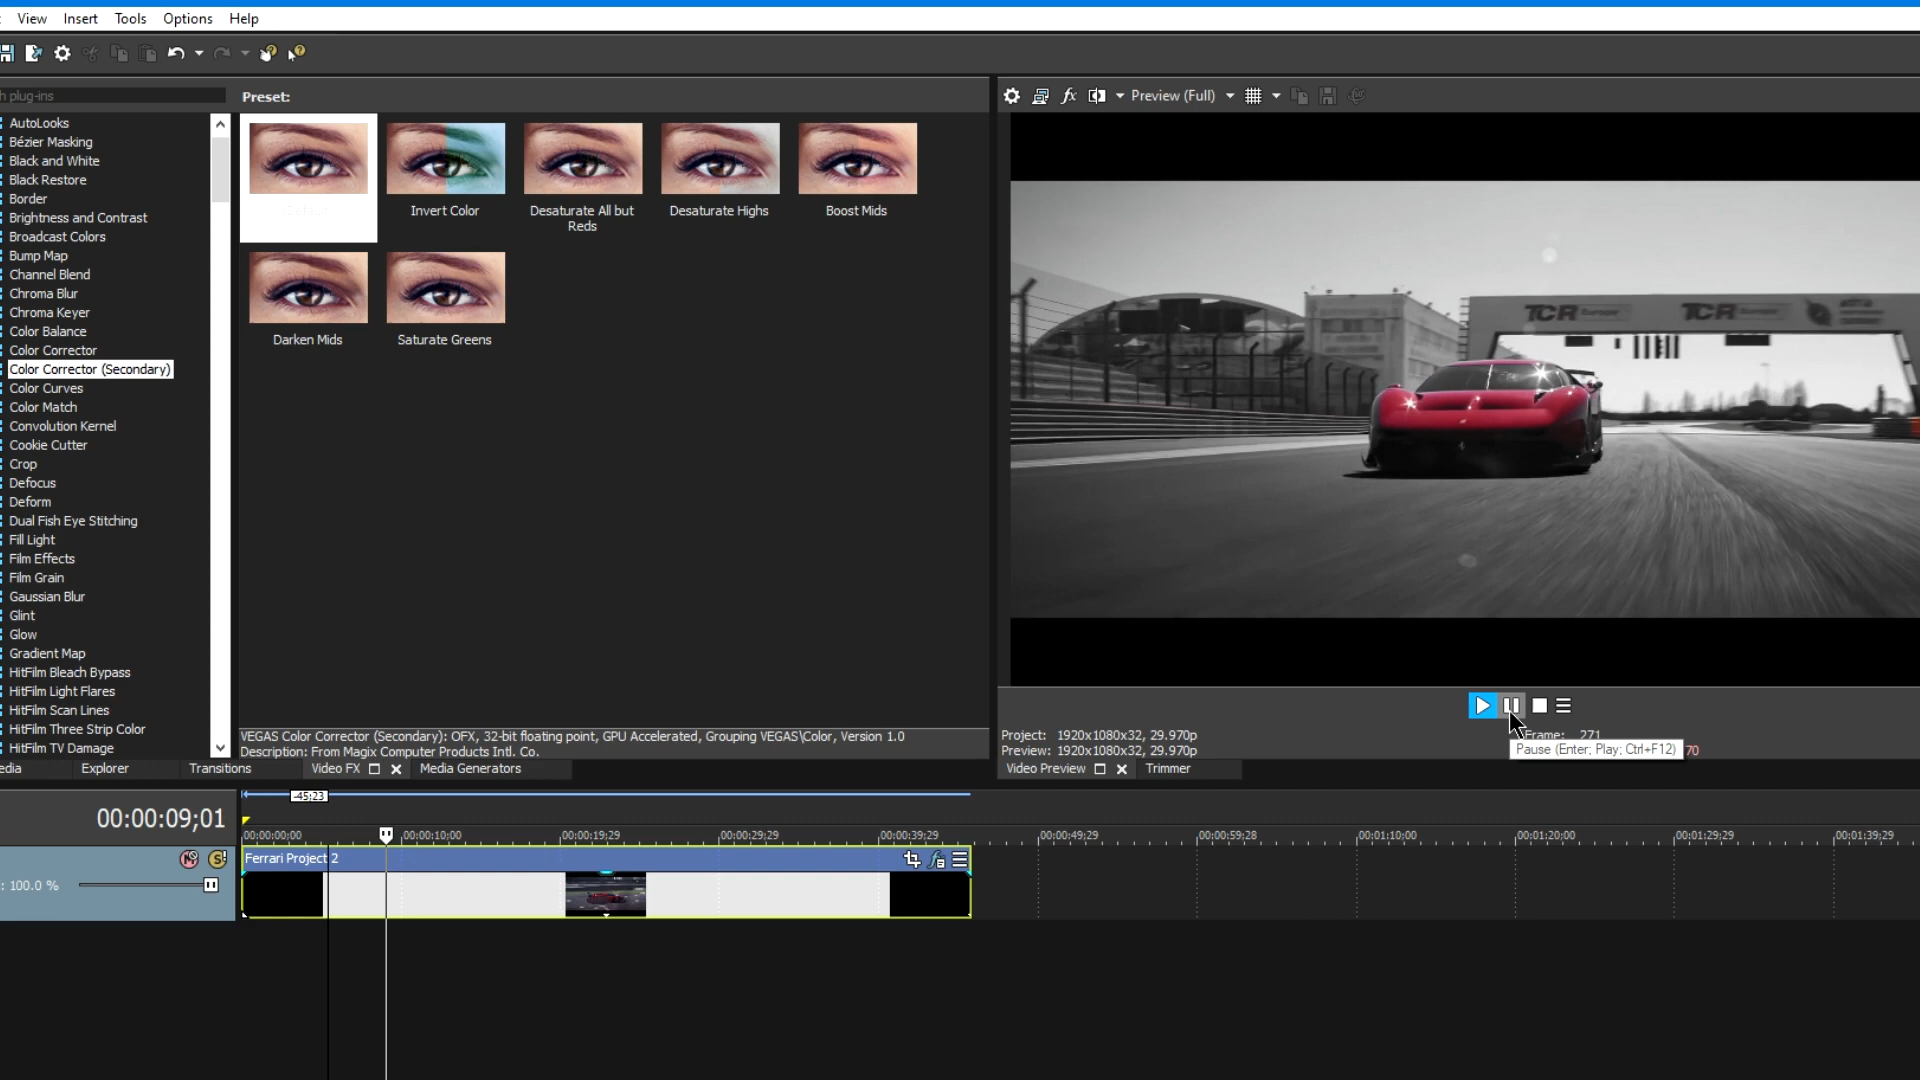 View Insert Tools Options Help
h plug-ins
Preset:
Preview (Full)
AutoLooks
Bézier Masking
Black and White
Black Restore
Border
Brightness and Contrast
Broadcast Colors
Bump Map
Channel Blend
Chroma Blur
Chroma Keyer
Color Balance
Color Corrector
Color Corrector (Secondary)
Color Curves
Color Match
Convolution Kernel
Cookie Cutter
Crop
Defocus
Deform
Dual Fish Eye Stitching
Fill Light
Film Effects
Film Grain
Gaussian Blur
Glint
Glow
Gradient Map
HitFilm Bleach Bypass
HitFilm Light Flares
HitFilm Scan Lines
HitFilm Three Strip Color
HitFilm TV Damage
Invert Color
Desaturate All but
Reds
Desaturate Highs
Boost Mids
Darken Mids
Saturate Greens
TCR Europe TCR Europe
VEGAS Color Corrector (Secondary): OFX, 32-bit floating point, GPU Accelerated, Grouping VEGAS\Color, Version 1.0
Description: From Magix Computer Products Intl. Co.
Project: 1920x1080x32, 29.970p
Frame: 271
Preview: 1920x1080x32, 29.970p
Pause (Enter; Play; Ctrl+F12)
70
edia Explorer Transitions Video FX Media Generators
Video Preview Trimmer
-45;23
00:00:09;01
00:00:00;00 00:00:10;00 00:00:19;29 00:00:29;29 00:00:39;29 00:00:49;29 00:00:59;28 00:01:10;00 00:01:20;00 00:01:29;29 00:01:39;29
Ferrari Project 2
: 100.0 %